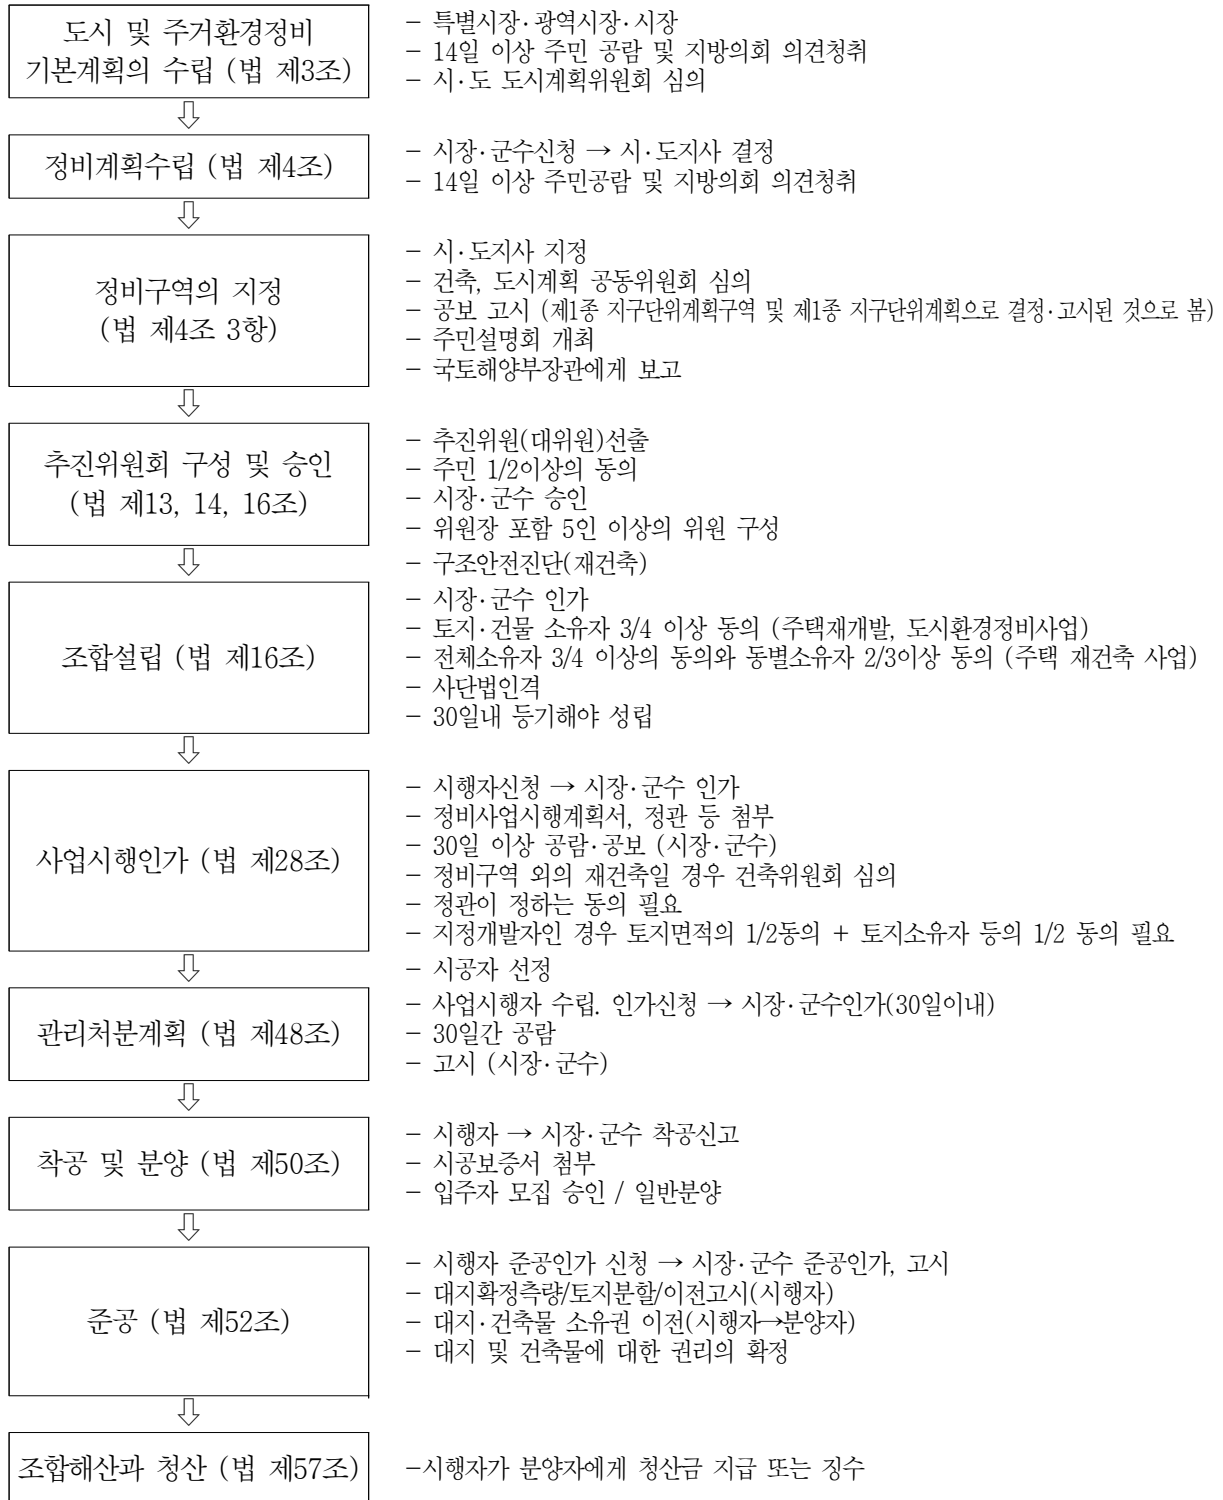 도시 및 주거환경정비
기본계획의 수립 (법 제3조)
– 특별시장·광역시장·시장
– 14일 이상 주민 공람 및 지방의회 의견청취
– 시·도 도시계획위원회 심의
정비계획수립 (법 제4조)
– 시장·군수신청 → 시·도지사 결정
– 14일 이상 주민공람 및 지방의회 의견청취
정비구역의 지정
(법 제4조 3항)
– 시·도지사 지정
– 건축, 도시계획 공동위원회 심의
– 공보 고시 (제1종 지구단위계획구역 및 제1종 지구단위계획으로 결정·고시된 것으로 봄)
– 주민설명회 개최
– 국토해양부장관에게 보고
추진위원회 구성 및 승인
(법 제13, 14, 16조)
– 추진위원(대위원)선출
– 주민 1/2이상의 동의
– 시장·군수 승인
– 위원장 포함 5인 이상의 위원 구성
– 구조안전진단(재건축)
조합설립 (법 제16조)
– 시장·군수 인가
– 토지·건물 소유자 3/4 이상 동의 (주택재개발, 도시환경정비사업)
– 전체소유자 3/4 이상의 동의와 동별소유자 2/3이상 동의 (주택 재건축 사업)
– 사단법인격
– 30일내 등기해야 성립
사업시행인가 (법 제28조)
– 시행자신청 → 시장·군수 인가
– 정비사업시행계획서, 정관 등 첨부
– 30일 이상 공람·공보 (시장·군수)
– 정비구역 외의 재건축일 경우 건축위원회 심의
– 정관이 정하는 동의 필요
– 지정개발자인 경우 토지면적의 1/2동의 + 토지소유자 등의 1/2 동의 필요
– 시공자 선정
관리처분계획 (법 제48조)
– 사업시행자 수립. 인가신청 → 시장·군수인가(30일이내)
– 30일간 공람
– 고시 (시장·군수)
착공 및 분양 (법 제50조)
– 시행자 → 시장·군수 착공신고
– 시공보증서 첨부
– 입주자 모집 승인 / 일반분양
준공 (법 제52조)
– 시행자 준공인가 신청 → 시장·군수 준공인가, 고시
– 대지확정측량/토지분할/이전고시(시행자)
– 대지·건축물 소유권 이전(시행자→분양자)
– 대지 및 건축물에 대한 권리의 확정
조합해산과 청산 (법 제57조)
–시행자가 분양자에게 청산금 지급 또는 징수